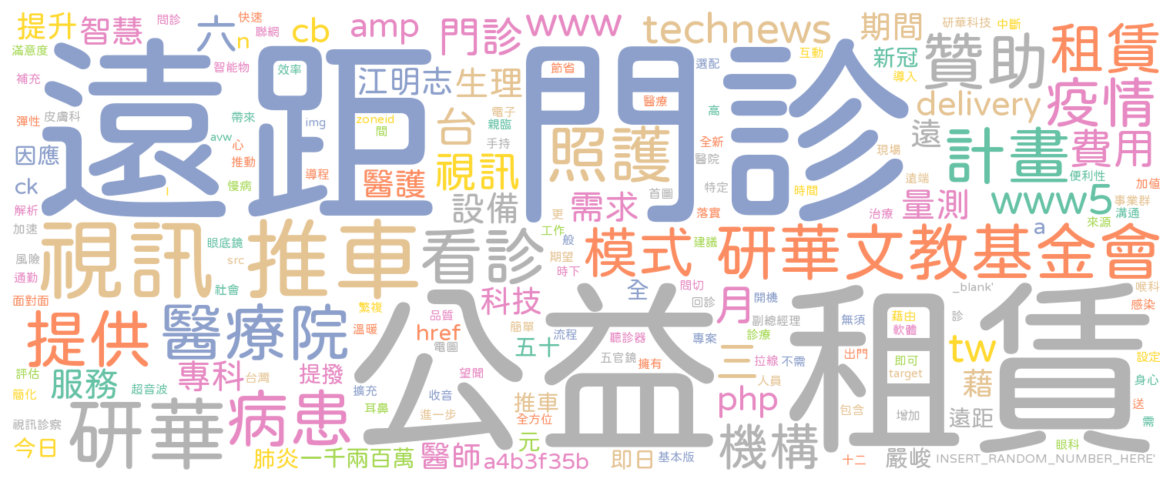 提升
智慧
問診
快速
聯網
六
n
cb
amp
門診
www
technews
期間
研華科技
中斷
租賃
滿意度
智能物
效率
遠距門診
江明志
生理
節省
選配
互動
新冠
導入
贊助
補充
醫療
電子
delivery
疫情
彈性
皮膚科
帶來
img
zoneid
間
親臨
台
手持
照護
高
遠
計畫
費用
因應
avw
心
推動
全新
醫院
現場
ck
慢病
導程
醫護
視訊
設備
首圖
特定
時間
遠端
便利性
加值
解析
l
需求
落實
治療
量測
www5
事業群
溝通
來源
a
加速
視訊推車
眼底鏡
src
看診
更
工作
般
期望
時下
模式
建議
研華文教基金會
風險
通勤
社會
全
問切
回診
開機
_blank'
喉科
感染
面對面
提供
醫療院
繁複
溫暖
品質
href
電圖
科技
簡單
五十
流程
聽診器
五官鏡
擁有
專案
月
副總經理
診療
三
拉線
不需
無須
出門
藉由
軟體
診
即可
target
tw
設定
公益租賃
評估
簡化
服務
超音波
專科
台灣
提撥
擴充
收音
望聞
耳鼻
進一步
推車
全方位
php
人員
包含
增加
藉
遠距
身心
送
需
視訊診察
今日
研華
病患
肺炎
一千兩百萬
醫師
a4b3f35b
元
即日
基本版
機構
十二
嚴峻
眼科
INSERT_RANDOM_NUMBER_HERE'